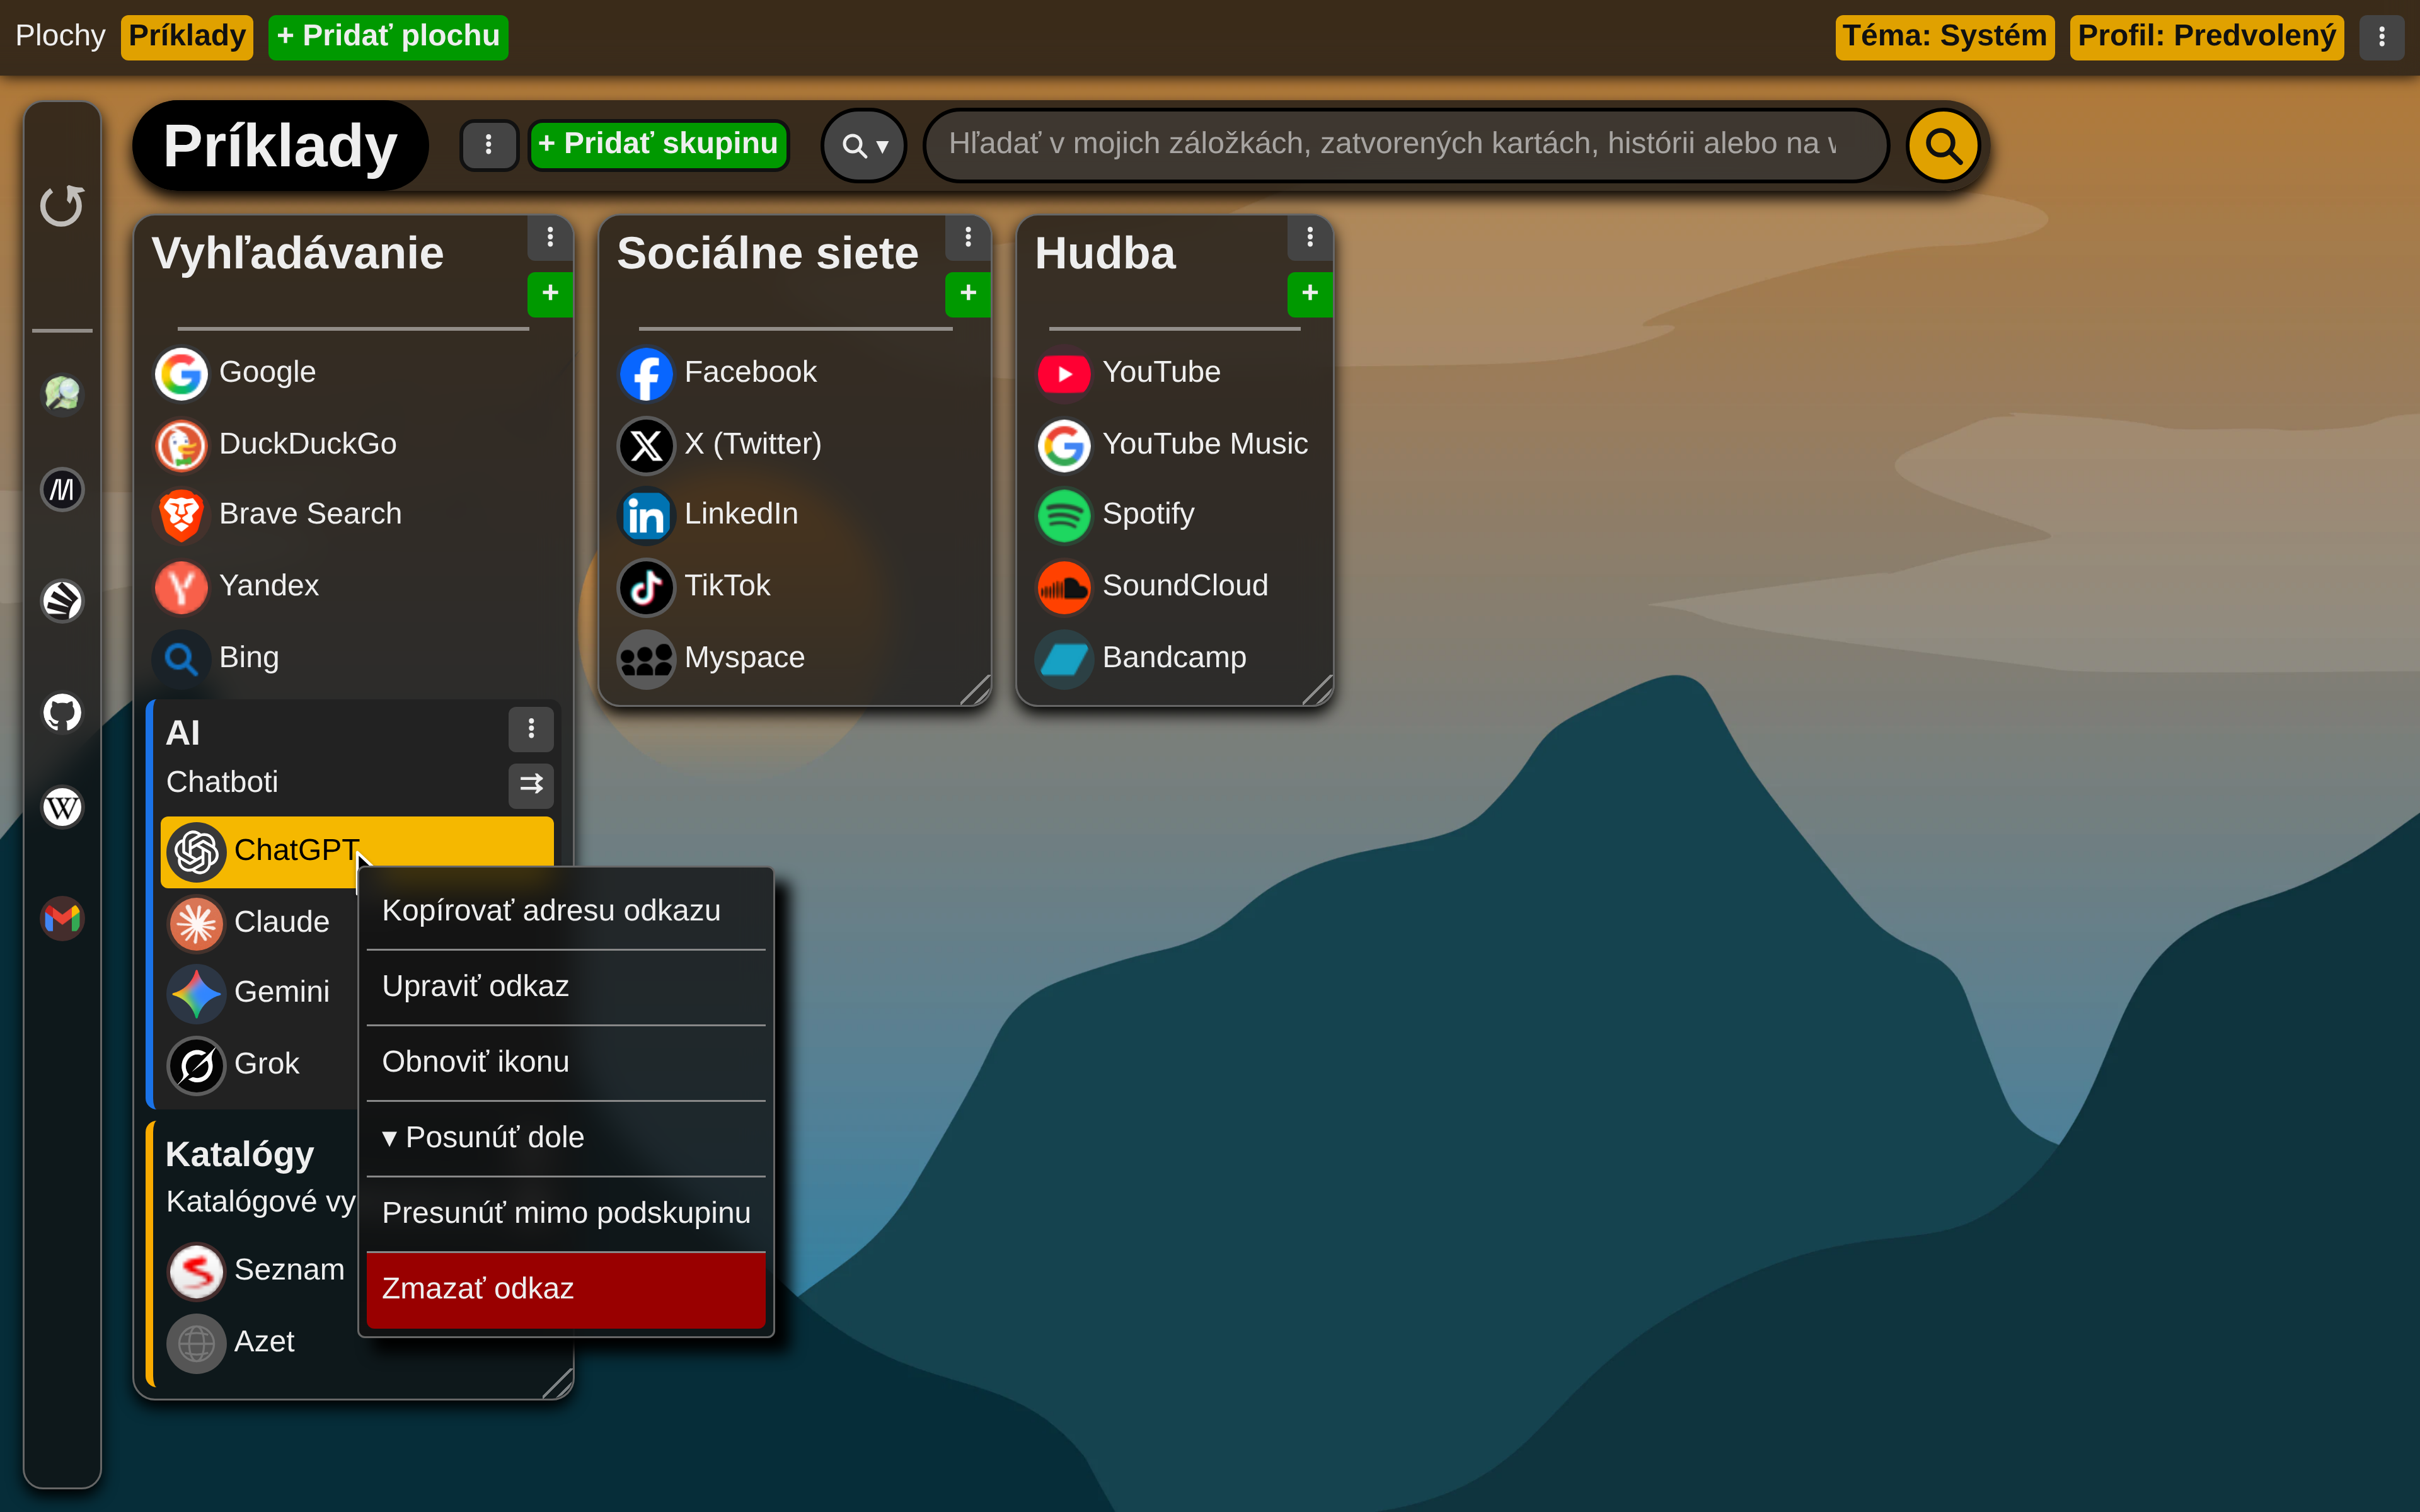 Plochy Príklady + Pridať plochu Téma: Systém Profil: Predvolený
Príklady + Pridať skupinu Hľadať v mojich záložkách, zatvorených kartách, histórii alebo na
Vyhľadávanie
+
Google
DuckDuckGo
Brave Search
Yandex
Bing
AI
Chatboti
ChatGPT
Claude
Gemini
Grok
Katalógy
Katalógové vy
Seznam
Azet
Sociálne siete
+
Facebook
X (Twitter)
LinkedIn
TikTok
Myspace
Hudba
+
YouTube
YouTube Music
Spotify
SoundCloud
Bandcamp
Kopírovať adresu odkazu
Upraviť odkaz
Obnoviť ikonu
▾ Posunúť dole
Presunúť mimo podskupinu
Zmazať odkaz